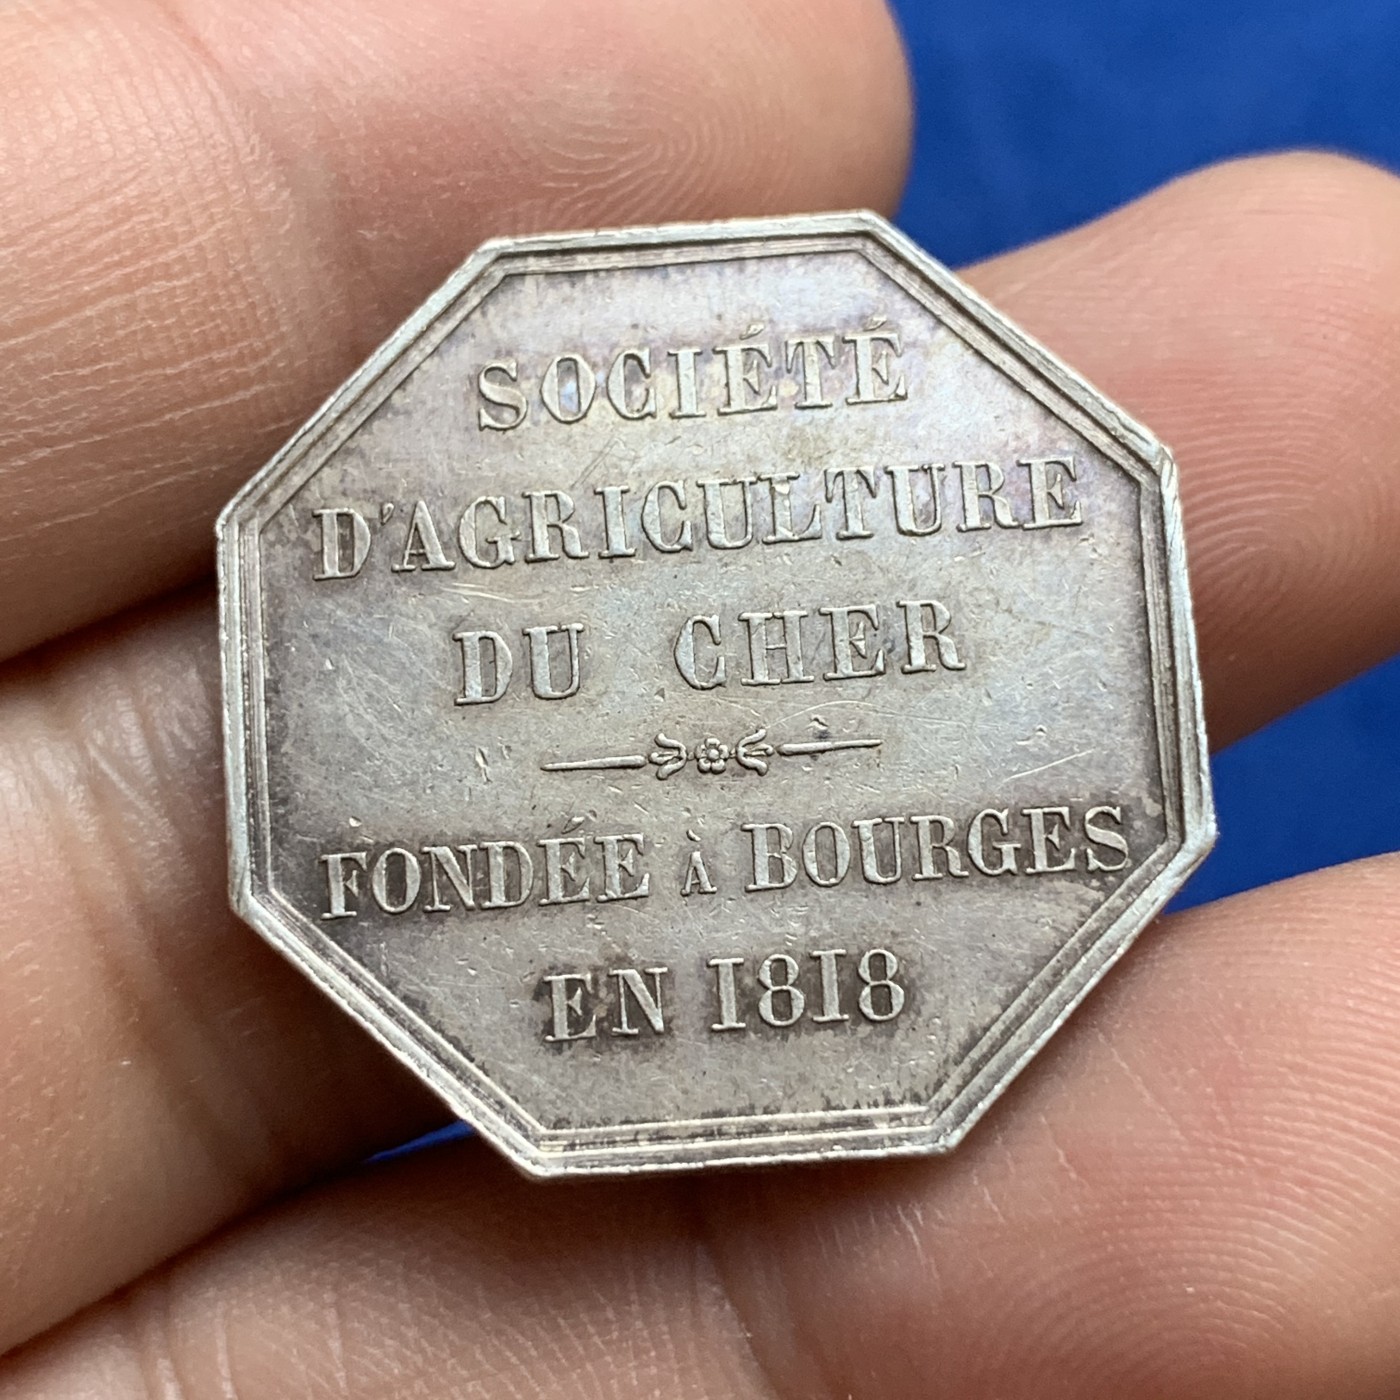 SOCIÉTÉ
D'AGRICULTURE
DU CHER
FONDÉE À BOURGES
EN 1818